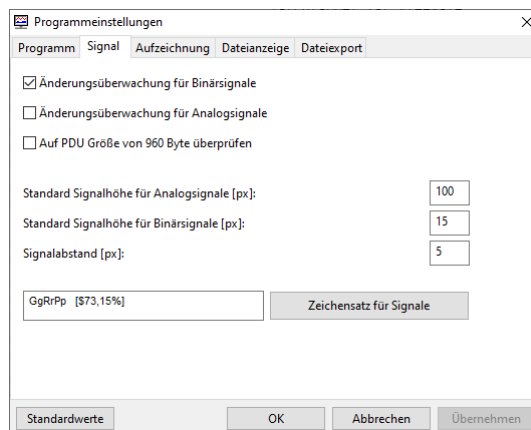 Programmeinstellungen
Programm Signal Aufzeichnung Dateianzeige Dateiexport
Änderungsüberwachung für Binärsignale
Änderungsüberwachung für Analogsignale
Auf PDU Größe von 960 Byte überprüfen
Standard Signalhöhe für Analogsignale [px]: 100
Standard Signalhöhe für Binärsignale [px]: 15
Signalabstand [px]: 5
GgRrPp [$73,15%] Zeichensatz für Signale
Standardwerte OK Abbrechen Übernehmen